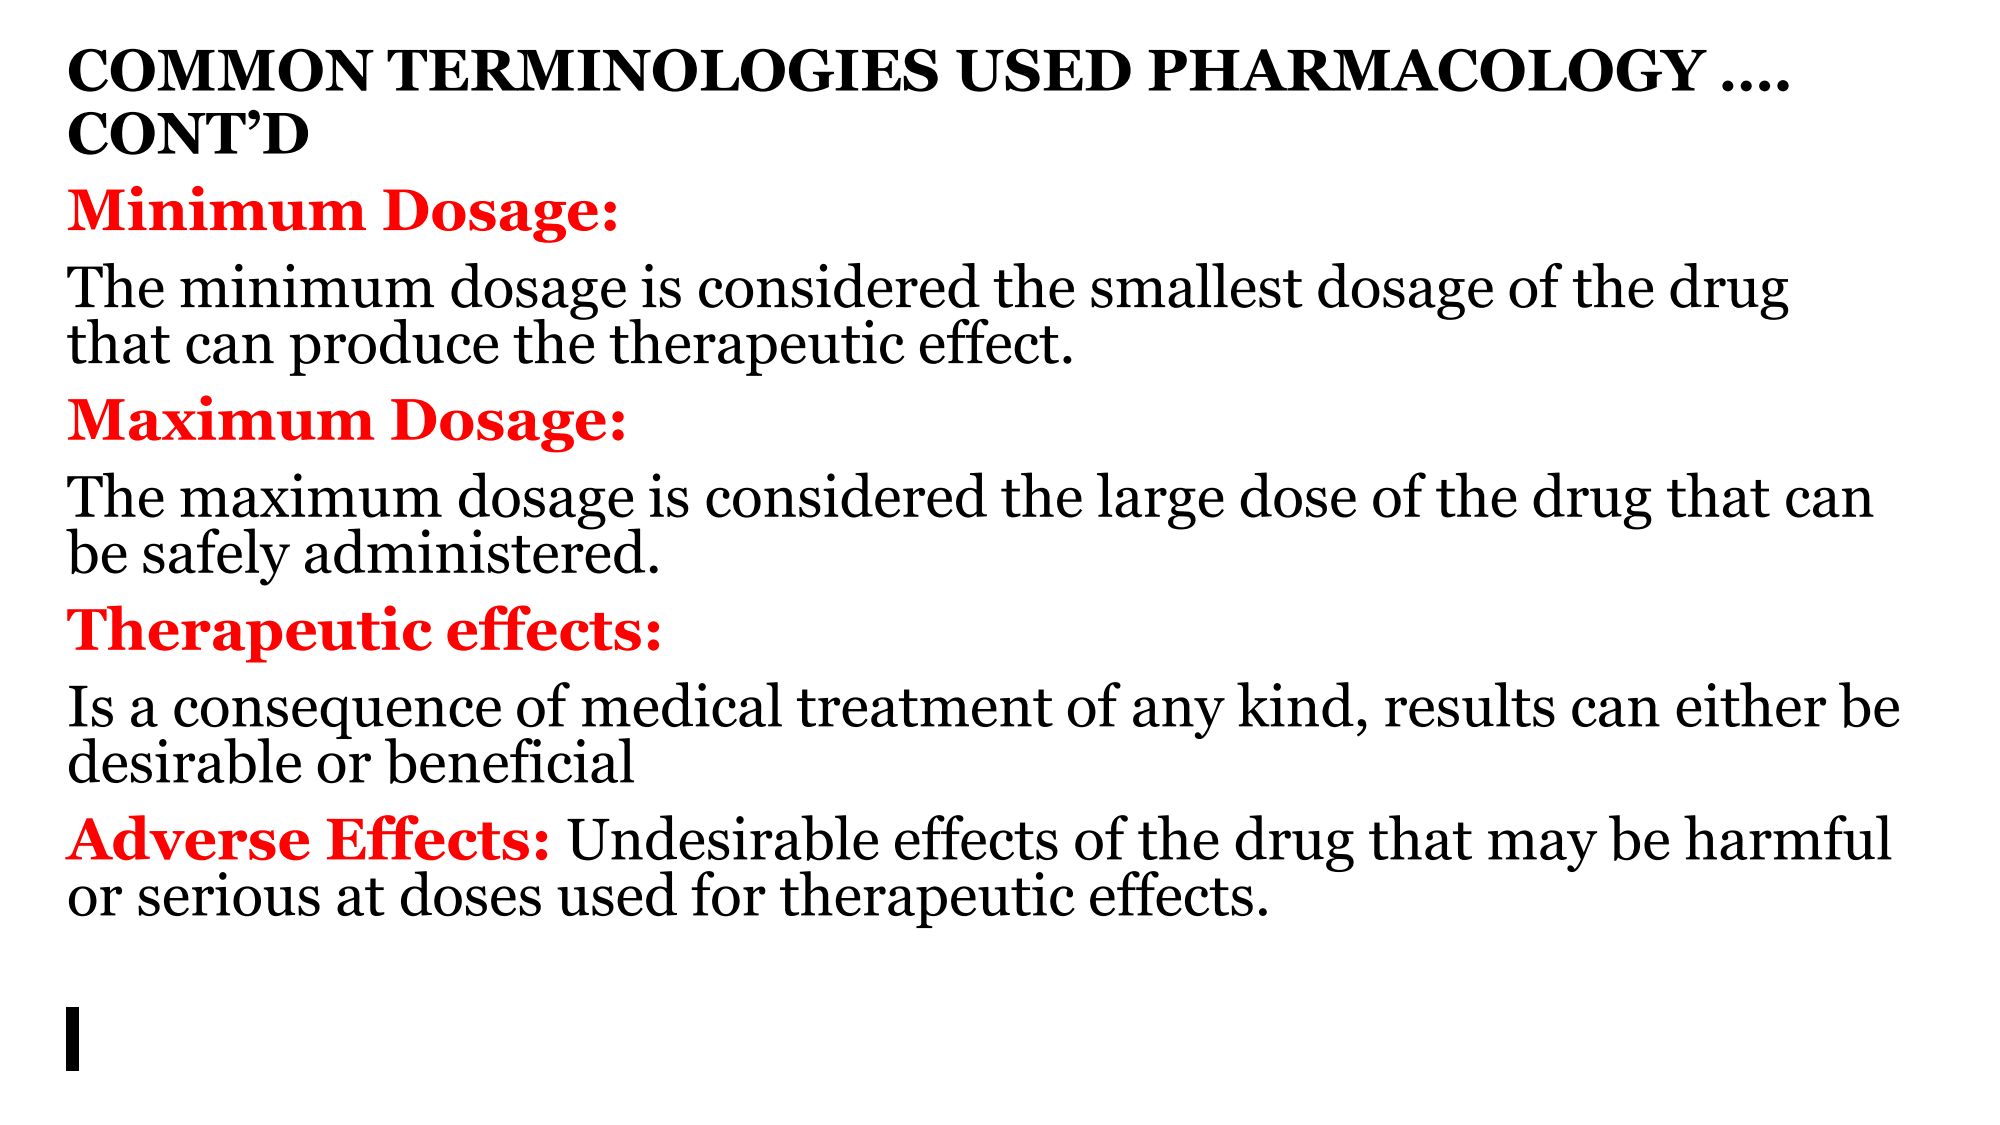 COMMON TERMINOLOGIES USED PHARMACOLOGY ....
CONT’D
Minimum Dosage:
The minimum dosage is considered the smallest dosage of the drug
that can produce the therapeutic effect.
Maximum Dosage:
The maximum dosage is considered the large dose of the drug that can
be safely administered.
Therapeutic effects:
Is a consequence of medical treatment of any kind, results can either be
desirable or beneficial
Adverse Effects: Undesirable effects of the drug that may be harmful
or serious at doses used for therapeutic effects.